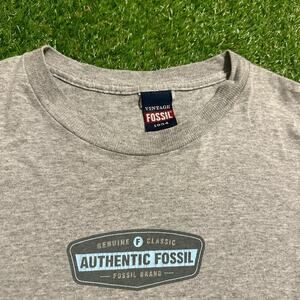 VINTAGE
FOSSIL
1954
GENUINE F CLASSIC
AUTHENTIC FOSSIL
FOSSIL BRAND